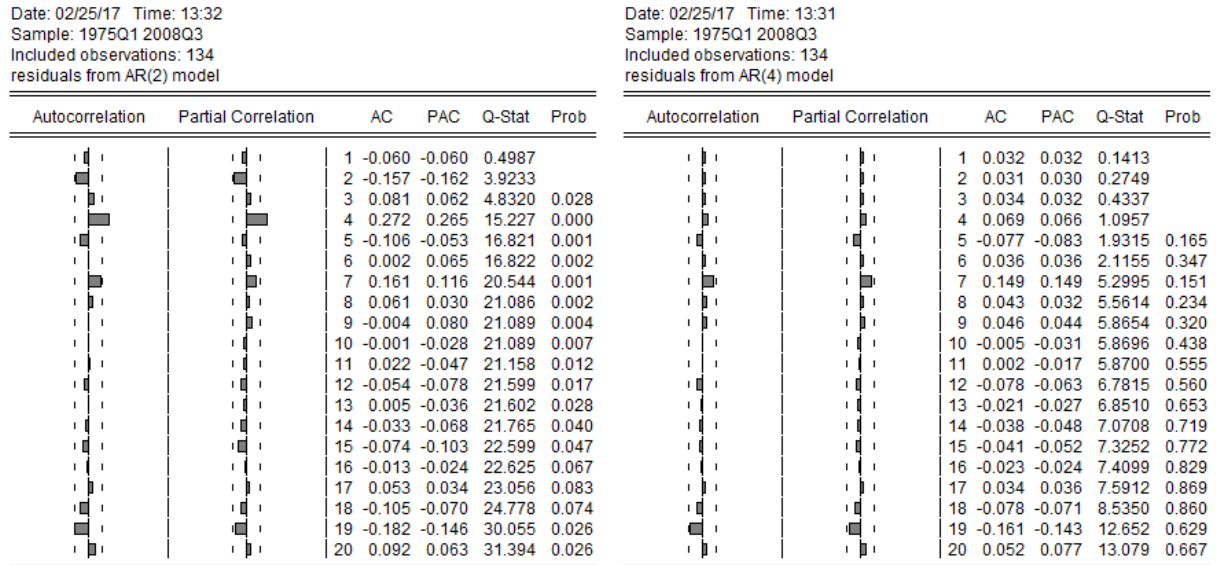 Date: 02/25/17 Time: 13:32
Sample: 1975Q1 2008Q3
Included observations: 134
residuals from AR(2) model
Autocorrelation Partial Correlation AC PAC Q-Stat Prob
1 -0.060 -0.060 0.4987
2 -0.157 -0.162 3.9233
3 0.081 0.062 4.8320 0.028
4 0.272 0.265 15.227 0.000
5 -0.106 -0.053 16.821 0.001
6 0.002 0.065 16.822 0.002
7 0.161 0.116 20.544 0.001
8 0.061 0.030 21.086 0.002
9 -0.004 0.080 21.089 0.004
10 -0.001 -0.028 21.089 0.007
11 0.022 -0.047 21.158 0.012
12 -0.054 -0.078 21.599 0.017
13 0.005 -0.036 21.602 0.028
14 -0.033 -0.068 21.765 0.040
15 -0.074 -0.103 22.599 0.047
16 -0.013 -0.024 22.625 0.067
17 0.053 0.034 23.056 0.083
18 -0.105 -0.070 24.778 0.074
19 -0.182 -0.146 30.055 0.026
20 0.092 0.063 31.394 0.026
Date: 02/25/17 Time: 13:31
Sample: 1975Q1 2008Q3
Included observations: 134
residuals from AR(4) model
Autocorrelation Partial Correlation AC PAC Q-Stat Prob
1 0.032 0.032 0.1413
2 0.031 0.030 0.2749
3 0.034 0.032 0.4337
4 0.069 0.066 1.0957
5 -0.077 -0.083 1.9315 0.165
6 0.036 0.036 2.1155 0.347
7 0.149 0.149 5.2995 0.151
8 0.043 0.032 5.5614 0.234
9 0.046 0.044 5.8654 0.320
10 -0.005 -0.031 5.8696 0.438
11 0.002 -0.017 5.8700 0.555
12 -0.078 -0.063 6.7815 0.560
13 -0.021 -0.027 6.8510 0.653
14 -0.038 -0.048 7.0708 0.719
15 -0.041 -0.052 7.3252 0.772
16 -0.023 -0.024 7.4099 0.829
17 0.034 0.036 7.5912 0.869
18 -0.078 -0.071 8.5350 0.860
19 -0.161 -0.143 12.652 0.629
20 0.052 0.077 13.079 0.667